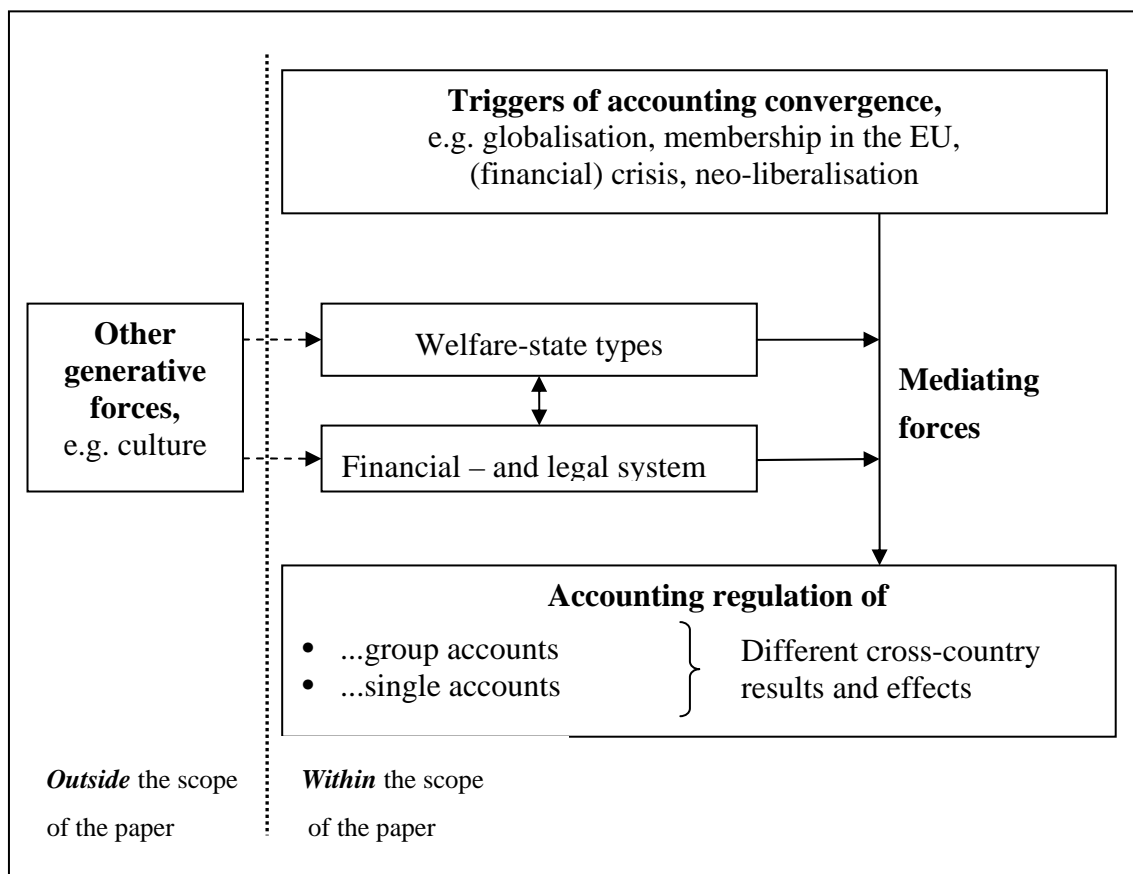 Triggers of accounting convergence,
e.g. globalisation, membership in the EU,
(financial) crisis, neo-liberalisation
Other
generative
forces,
e.g. culture
Welfare-state types
Financial – and legal system
Mediating
forces
Accounting regulation of
• ...group accounts
• ...single accounts
Different cross-country
results and effects
Outside the scope
of the paper
Within the scope
of the paper